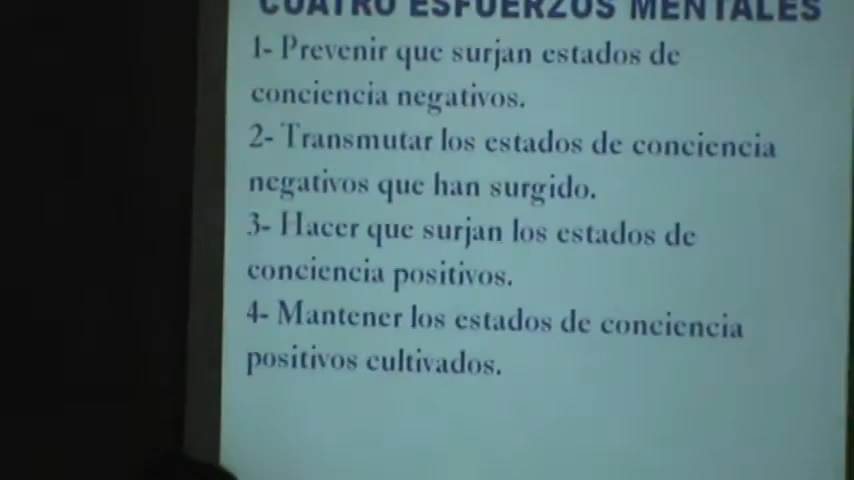 CUATRO ESFUERZOS MENTALES
1- Prevenir que surjan estados de
conciencia negativos.
2- Transmutar los estados de conciencia
negativos que han surgido.
3- Hacer que surjan los estados de
conciencia positivos.
4- Mantener los estados de conciencia
positivos cultivados.